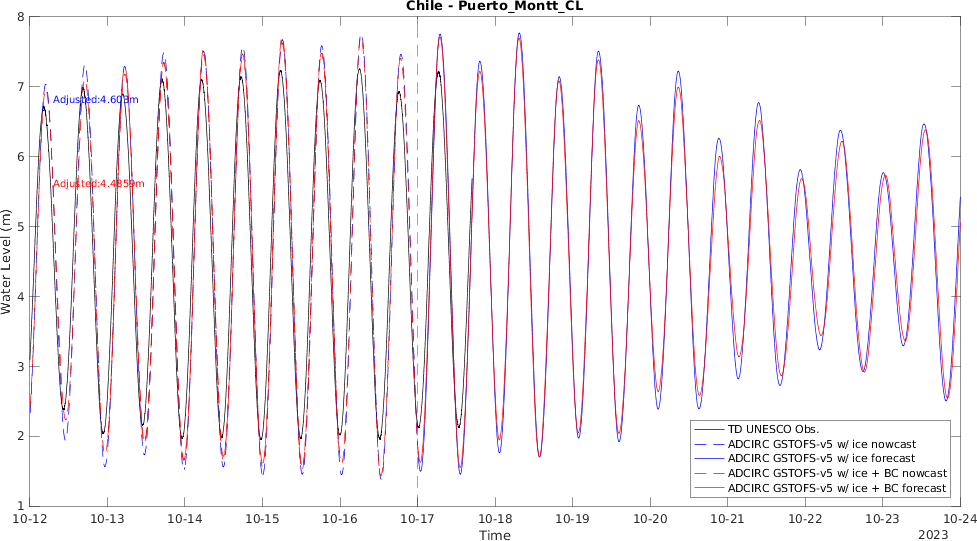 Chile - Puerto_Montt_CL
8
7
6
5
4
3
2
1
Water Level (m)
Adjusted:4.603m
Adjusted:4.4859m
TD UNESCO Obs.
ADCIRC GSTOFS-v5 w/ ice nowcast
ADCIRC GSTOFS-v5 w/ ice forecast
ADCIRC GSTOFS-v5 w/ ice + BC nowcast
ADCIRC GSTOFS-v5 w/ ice + BC forecast
10-12 10-13 10-14 10-15 10-16 10-17 10-18 10-19 10-20 10-21 10-22 10-23 10-24
Time
2023